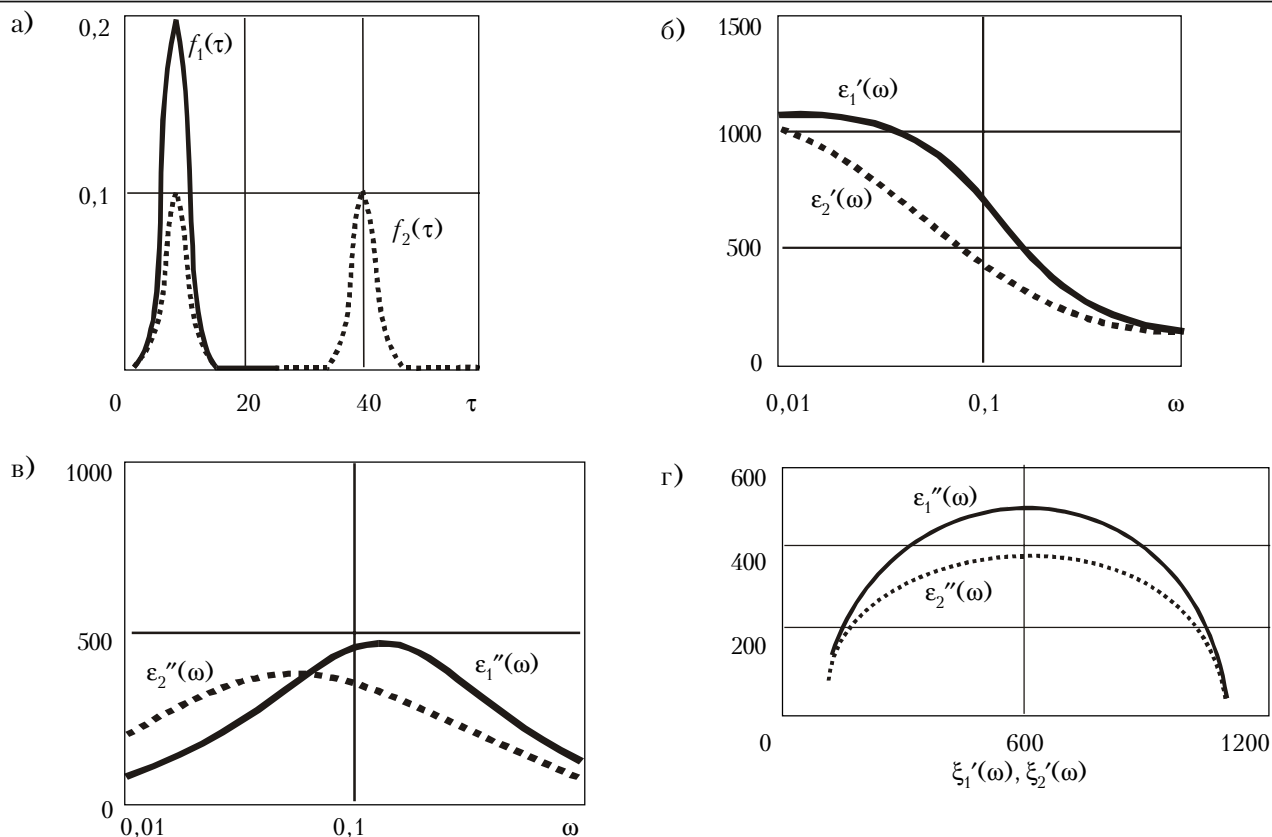 а)
0,2
f₁(τ)
0,1
f₂(τ)
0
20
40
τ
б)
1500
ε₁′(ω)
1000
ε₂′(ω)
500
0
0,01
0,1
ω
в)
1000
500
ε₂″(ω)
ε₁″(ω)
0
0,01
0,1
ω
г)
600
ε₁″(ω)
400
ε₂″(ω)
200
0
600
1200
ξ₁′(ω), ξ₂′(ω)